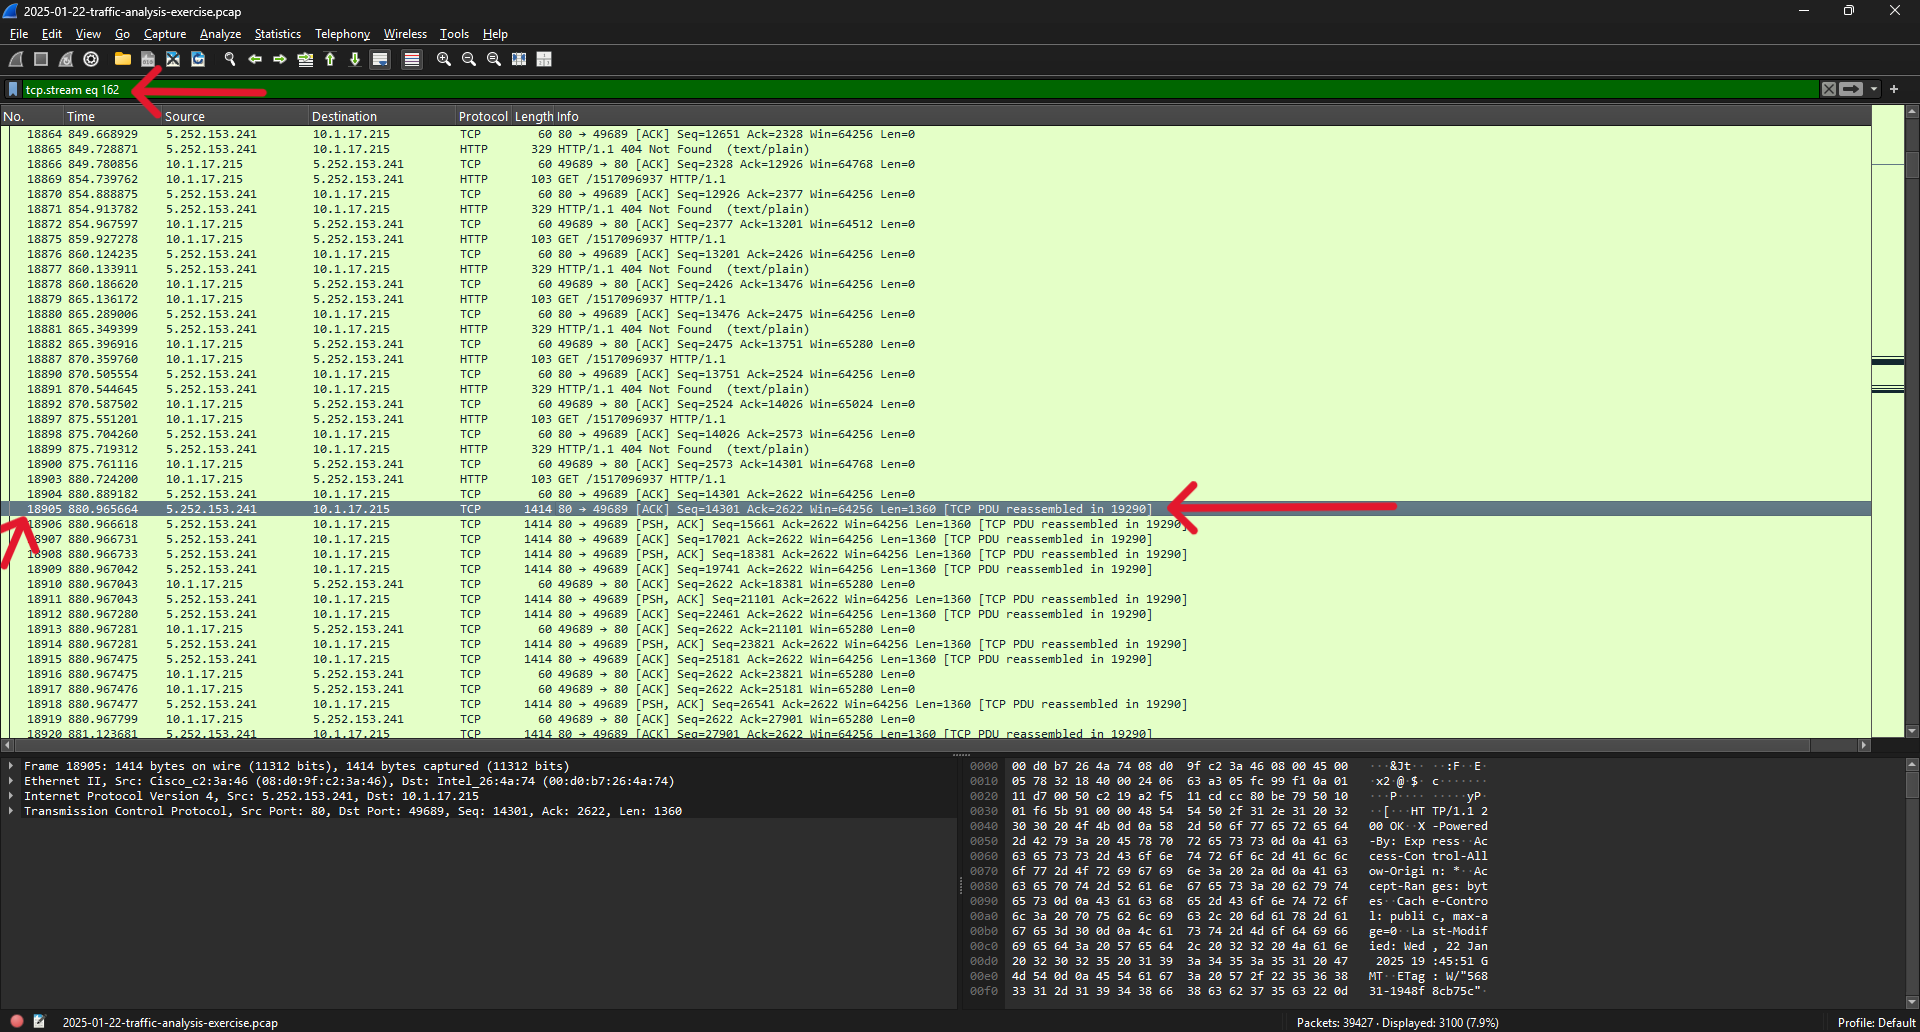 2025-01-22-traffic-analysis-exercise.pcap
File Edit View Go Capture Analyze Statistics Telephony Wireless Tools Help
tcp.stream eq 162
No. Time Source Destination Protocol Length Info
18864 849.668929 5.252.153.241 10.1.17.215 TCP 60 80 → 49689 [ACK] Seq=12651 Ack=2328 Win=64256 Len=0
18865 849.728871 5.252.153.241 10.1.17.215 HTTP 329 HTTP/1.1 404 Not Found (text/plain)
18866 849.780856 10.1.17.215 5.252.153.241 TCP 60 49689 → 80 [ACK] Seq=2328 Ack=12926 Win=64768 Len=0
18869 854.739762 10.1.17.215 5.252.153.241 HTTP 103 GET /1517096937 HTTP/1.1
18870 854.888875 5.252.153.241 10.1.17.215 TCP 60 80 → 49689 [ACK] Seq=12926 Ack=2377 Win=64256 Len=0
18871 854.913782 5.252.153.241 10.1.17.215 HTTP 329 HTTP/1.1 404 Not Found (text/plain)
18872 854.967597 10.1.17.215 5.252.153.241 TCP 60 49689 → 80 [ACK] Seq=2377 Ack=13201 Win=64512 Len=0
18875 859.927278 10.1.17.215 5.252.153.241 HTTP 103 GET /1517096937 HTTP/1.1
18876 860.124235 5.252.153.241 10.1.17.215 TCP 60 80 → 49689 [ACK] Seq=13201 Ack=2426 Win=64256 Len=0
18877 860.133911 5.252.153.241 10.1.17.215 HTTP 329 HTTP/1.1 404 Not Found (text/plain)
18878 860.186620 10.1.17.215 5.252.153.241 TCP 60 49689 → 80 [ACK] Seq=2426 Ack=13476 Win=64256 Len=0
18879 865.136172 10.1.17.215 5.252.153.241 HTTP 103 GET /1517096937 HTTP/1.1
18880 865.289006 5.252.153.241 10.1.17.215 TCP 60 80 → 49689 [ACK] Seq=13476 Ack=2475 Win=64256 Len=0
18881 865.349399 5.252.153.241 10.1.17.215 HTTP 329 HTTP/1.1 404 Not Found (text/plain)
18882 865.396916 10.1.17.215 5.252.153.241 TCP 60 49689 → 80 [ACK] Seq=2475 Ack=13751 Win=65280 Len=0
18887 870.359760 10.1.17.215 5.252.153.241 HTTP 103 GET /1517096937 HTTP/1.1
18890 870.505554 5.252.153.241 10.1.17.215 TCP 60 80 → 49689 [ACK] Seq=13751 Ack=2524 Win=64256 Len=0
18891 870.544645 5.252.153.241 10.1.17.215 HTTP 329 HTTP/1.1 404 Not Found (text/plain)
18892 870.587502 10.1.17.215 5.252.153.241 TCP 60 49689 → 80 [ACK] Seq=2524 Ack=14026 Win=65024 Len=0
18897 875.551201 10.1.17.215 5.252.153.241 HTTP 103 GET /1517096937 HTTP/1.1
18898 875.704260 5.252.153.241 10.1.17.215 TCP 60 80 → 49689 [ACK] Seq=14026 Ack=2573 Win=64256 Len=0
18899 875.719312 5.252.153.241 10.1.17.215 HTTP 329 HTTP/1.1 404 Not Found (text/plain)
18900 875.761116 10.1.17.215 5.252.153.241 TCP 60 49689 → 80 [ACK] Seq=2573 Ack=14301 Win=64768 Len=0
18903 880.724200 10.1.17.215 5.252.153.241 HTTP 103 GET /1517096937 HTTP/1.1
18904 880.889182 5.252.153.241 10.1.17.215 TCP 60 80 → 49689 [ACK] Seq=14301 Ack=2622 Win=64256 Len=0
18905 880.965664 5.252.153.241 10.1.17.215 TCP 1414 80 → 49689 [ACK] Seq=14301 Ack=2622 Win=64256 Len=1360 [TCP PDU reassembled in 19290]
18906 880.966618 5.252.153.241 10.1.17.215 TCP 1414 80 → 49689 [PSH, ACK] Seq=15661 Ack=2622 Win=64256 Len=1360 [TCP PDU reassembled in 19290]
18907 880.966731 5.252.153.241 10.1.17.215 TCP 1414 80 → 49689 [ACK] Seq=17021 Ack=2622 Win=64256 Len=1360 [TCP PDU reassembled in 19290]
18908 880.966733 5.252.153.241 10.1.17.215 TCP 1414 80 → 49689 [PSH, ACK] Seq=18381 Ack=2622 Win=64256 Len=1360 [TCP PDU reassembled in 19290]
18909 880.967042 5.252.153.241 10.1.17.215 TCP 1414 80 → 49689 [ACK] Seq=19741 Ack=2622 Win=64256 Len=1360 [TCP PDU reassembled in 19290]
18910 880.967043 10.1.17.215 5.252.153.241 TCP 60 49689 → 80 [ACK] Seq=2622 Ack=18381 Win=65280 Len=0
18911 880.967043 5.252.153.241 10.1.17.215 TCP 1414 80 → 49689 [PSH, ACK] Seq=21101 Ack=2622 Win=64256 Len=1360 [TCP PDU reassembled in 19290]
18912 880.967280 5.252.153.241 10.1.17.215 TCP 1414 80 → 49689 [ACK] Seq=22461 Ack=2622 Win=64256 Len=1360 [TCP PDU reassembled in 19290]
18913 880.967281 10.1.17.215 5.252.153.241 TCP 60 49689 → 80 [ACK] Seq=2622 Ack=21101 Win=65280 Len=0
18914 880.967281 5.252.153.241 10.1.17.215 TCP 1414 80 → 49689 [PSH, ACK] Seq=23821 Ack=2622 Win=64256 Len=1360 [TCP PDU reassembled in 19290]
18915 880.967475 5.252.153.241 10.1.17.215 TCP 1414 80 → 49689 [ACK] Seq=25181 Ack=2622 Win=64256 Len=1360 [TCP PDU reassembled in 19290]
18916 880.967475 10.1.17.215 5.252.153.241 TCP 60 49689 → 80 [ACK] Seq=2622 Ack=23821 Win=65280 Len=0
18917 880.967476 10.1.17.215 5.252.153.241 TCP 60 49689 → 80 [ACK] Seq=2622 Ack=25181 Win=65280 Len=0
18918 880.967477 5.252.153.241 10.1.17.215 TCP 1414 80 → 49689 [PSH, ACK] Seq=26541 Ack=2622 Win=64256 Len=1360 [TCP PDU reassembled in 19290]
18919 880.967799 10.1.17.215 5.252.153.241 TCP 60 49689 → 80 [ACK] Seq=2622 Ack=27901 Win=65280 Len=0
18920 881.123681 5.252.153.241 10.1.17.215 TCP 1414 80 → 49689 [ACK] Seq=27901 Ack=2622 Win=64256 Len=1360 [TCP PDU reassembled in 19290]
Frame 18905: 1414 bytes on wire (11312 bits), 1414 bytes captured (11312 bits)
Ethernet II, Src: Cisco_c2:3a:46 (08:d0:9f:c2:3a:46), Dst: Intel_26:4a:74 (00:d0:b7:26:4a:74)
Internet Protocol Version 4, Src: 5.252.153.241, Dst: 10.1.17.215
Transmission Control Protocol, Src Port: 80, Dst Port: 49689, Seq: 14301, Ack: 2622, Len: 1360
0000 00 d0 b7 26 4a 74 08 d0 9f c2 3a 46 08 00 45 00 ···&Jt·· ··:F··E·
0010 05 78 32 18 40 00 24 06 63 a3 05 fc 99 f1 0a 01 ·x2·@·$· c·······
0020 11 d7 00 50 c2 19 a2 f5 11 cd cc 80 be 79 50 10 ···P···· ·····yP·
0030 01 f6 5b 91 00 00 48 54 54 50 2f 31 2e 31 20 32 ··[···HT TP/1.1 2
0040 30 30 20 4f 4b 0d 0a 58 2d 50 6f 77 65 72 65 64 00 OK··X -Powered
0050 2d 42 79 3a 20 45 78 70 72 65 73 73 0d 0a 41 63 -By: Exp ress··Ac
0060 63 65 73 73 2d 43 6f 6e 74 72 6f 6c 2d 41 6c 6c cess-Con trol-All
0070 6f 77 2d 4f 72 69 67 69 6e 3a 20 2a 0d 0a 41 63 ow-Origi n: *··Ac
0080 63 65 70 74 2d 52 61 6e 67 65 73 3a 20 62 79 74 cept-Ran ges: byt
0090 65 73 0d 0a 43 61 63 68 65 2d 43 6f 6e 74 72 6f es··Cach e-Contro
00a0 6c 3a 20 70 75 62 6c 69 63 2c 20 6d 61 78 2d 61 l: publi c, max-a
00b0 67 65 3d 30 0d 0a 4c 61 73 74 2d 4d 6f 64 69 66 ge=0··La st-Modif
00c0 69 65 64 3a 20 57 65 64 2c 20 32 32 20 4a 61 6e ied: Wed , 22 Jan
00d0 20 32 30 32 35 20 31 39 3a 34 35 3a 35 31 20 47 2025 19 :45:51 G
00e0 4d 54 0d 0a 45 54 61 67 3a 20 57 2f 22 35 36 38 MT··ETag : W/"568
00f0 33 31 2d 31 39 34 38 66 38 63 62 37 35 63 22 0d 31-1948f 8cb75c"·
2025-01-22-traffic-analysis-exercise.pcap
Packets: 39427 · Displayed: 3100 (7.9%)
Profile: Default